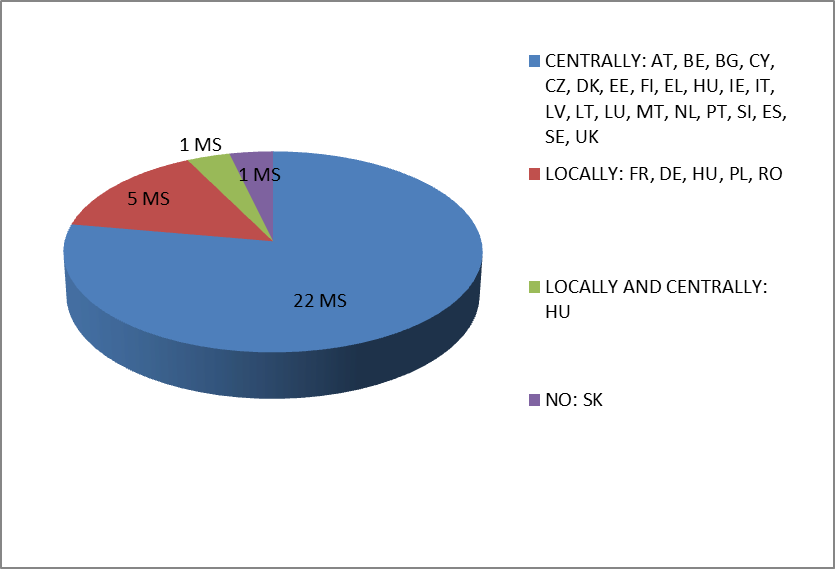 CENTRALLY: AT, BE, BG, CY,
CZ, DK, EE, FI, EL, HU, IE, IT,
LV, LT, LU, MT, NL, PT, SI, ES,
SE, UK
LOCALLY: FR, DE, HU, PL, RO
LOCALLY AND CENTRALLY:
HU
NO: SK
1 MS
1 MS
5 MS
22 MS